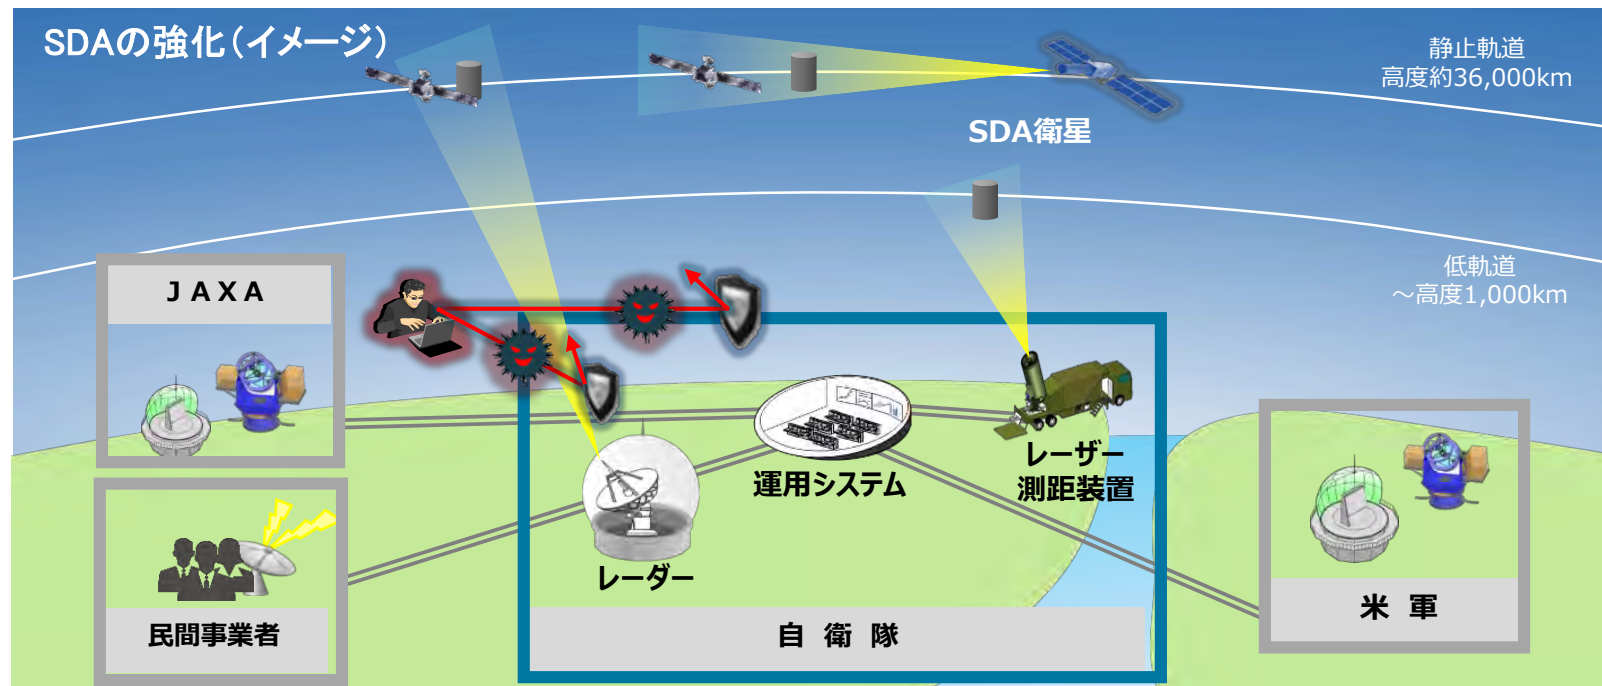 SDAの強化（イメージ）
静止軌道
高度約36,000km
SDA衛星
低軌道
～高度1,000km
ＪＡＸＡ
運用システム
レーザー
測距装置
レーダー
米 軍
民間事業者
自 衛 隊